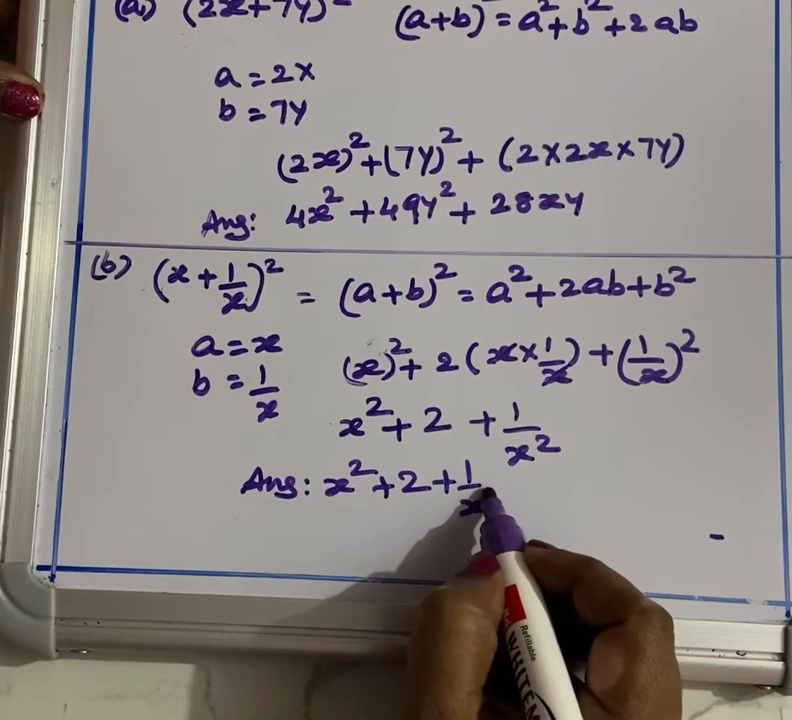 (a) (2x+7y)² (a+b)² = a²+b²+2ab
a = 2x
b = 7y
(2x)²+(7y)²+ (2×2x×7y)
Ans: 4x²+49y²+ 28xy
(b) (x+1/x)² = (a+b)² = a²+2ab+b²
a = x
b = 1/x
(x)²+ 2(x×1/x)+(1/x)²
x²+2+1/x²
Ans: x²+2+1/x
Refillable
WHITEM